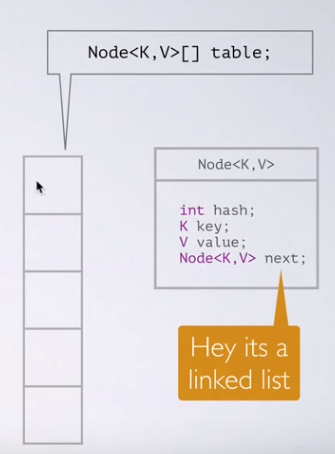 Node<K,V>[] table;
Node<K,V>
int hash;
K key;
V value;
Node<K,V> next;
Hey its a
linked list